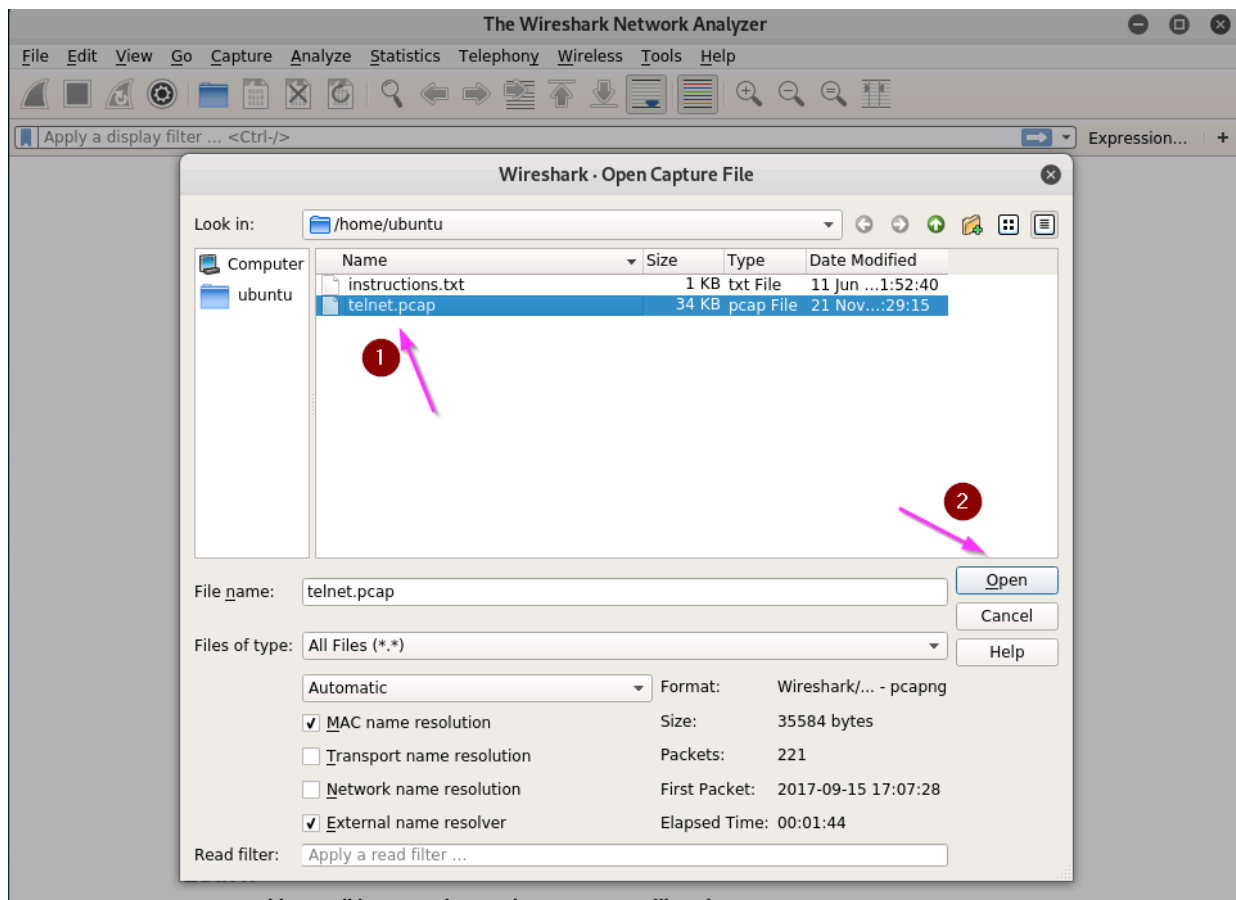 The Wireshark Network Analyzer
File Edit View Go Capture Analyze Statistics Telephony Wireless Tools Help
Apply a display filter ... <Ctrl-/> Expression... +
Wireshark · Open Capture File
Look in: /home/ubuntu
Computer
ubuntu
Name Size Type Date Modified
instructions.txt 1 KB txt File 11 Jun ...1:52:40
telnet.pcap 34 KB pcap File 21 Nov...:29:15
1
2
File name: telnet.pcap
Open
Cancel
Files of type: All Files (*.*)
Help
Automatic
Format: Wireshark/... - pcapng
MAC name resolution
Size: 35584 bytes
Transport name resolution
Packets: 221
Network name resolution
First Packet: 2017-09-15 17:07:28
External name resolver
Elapsed Time: 00:01:44
Read filter: Apply a read filter ...